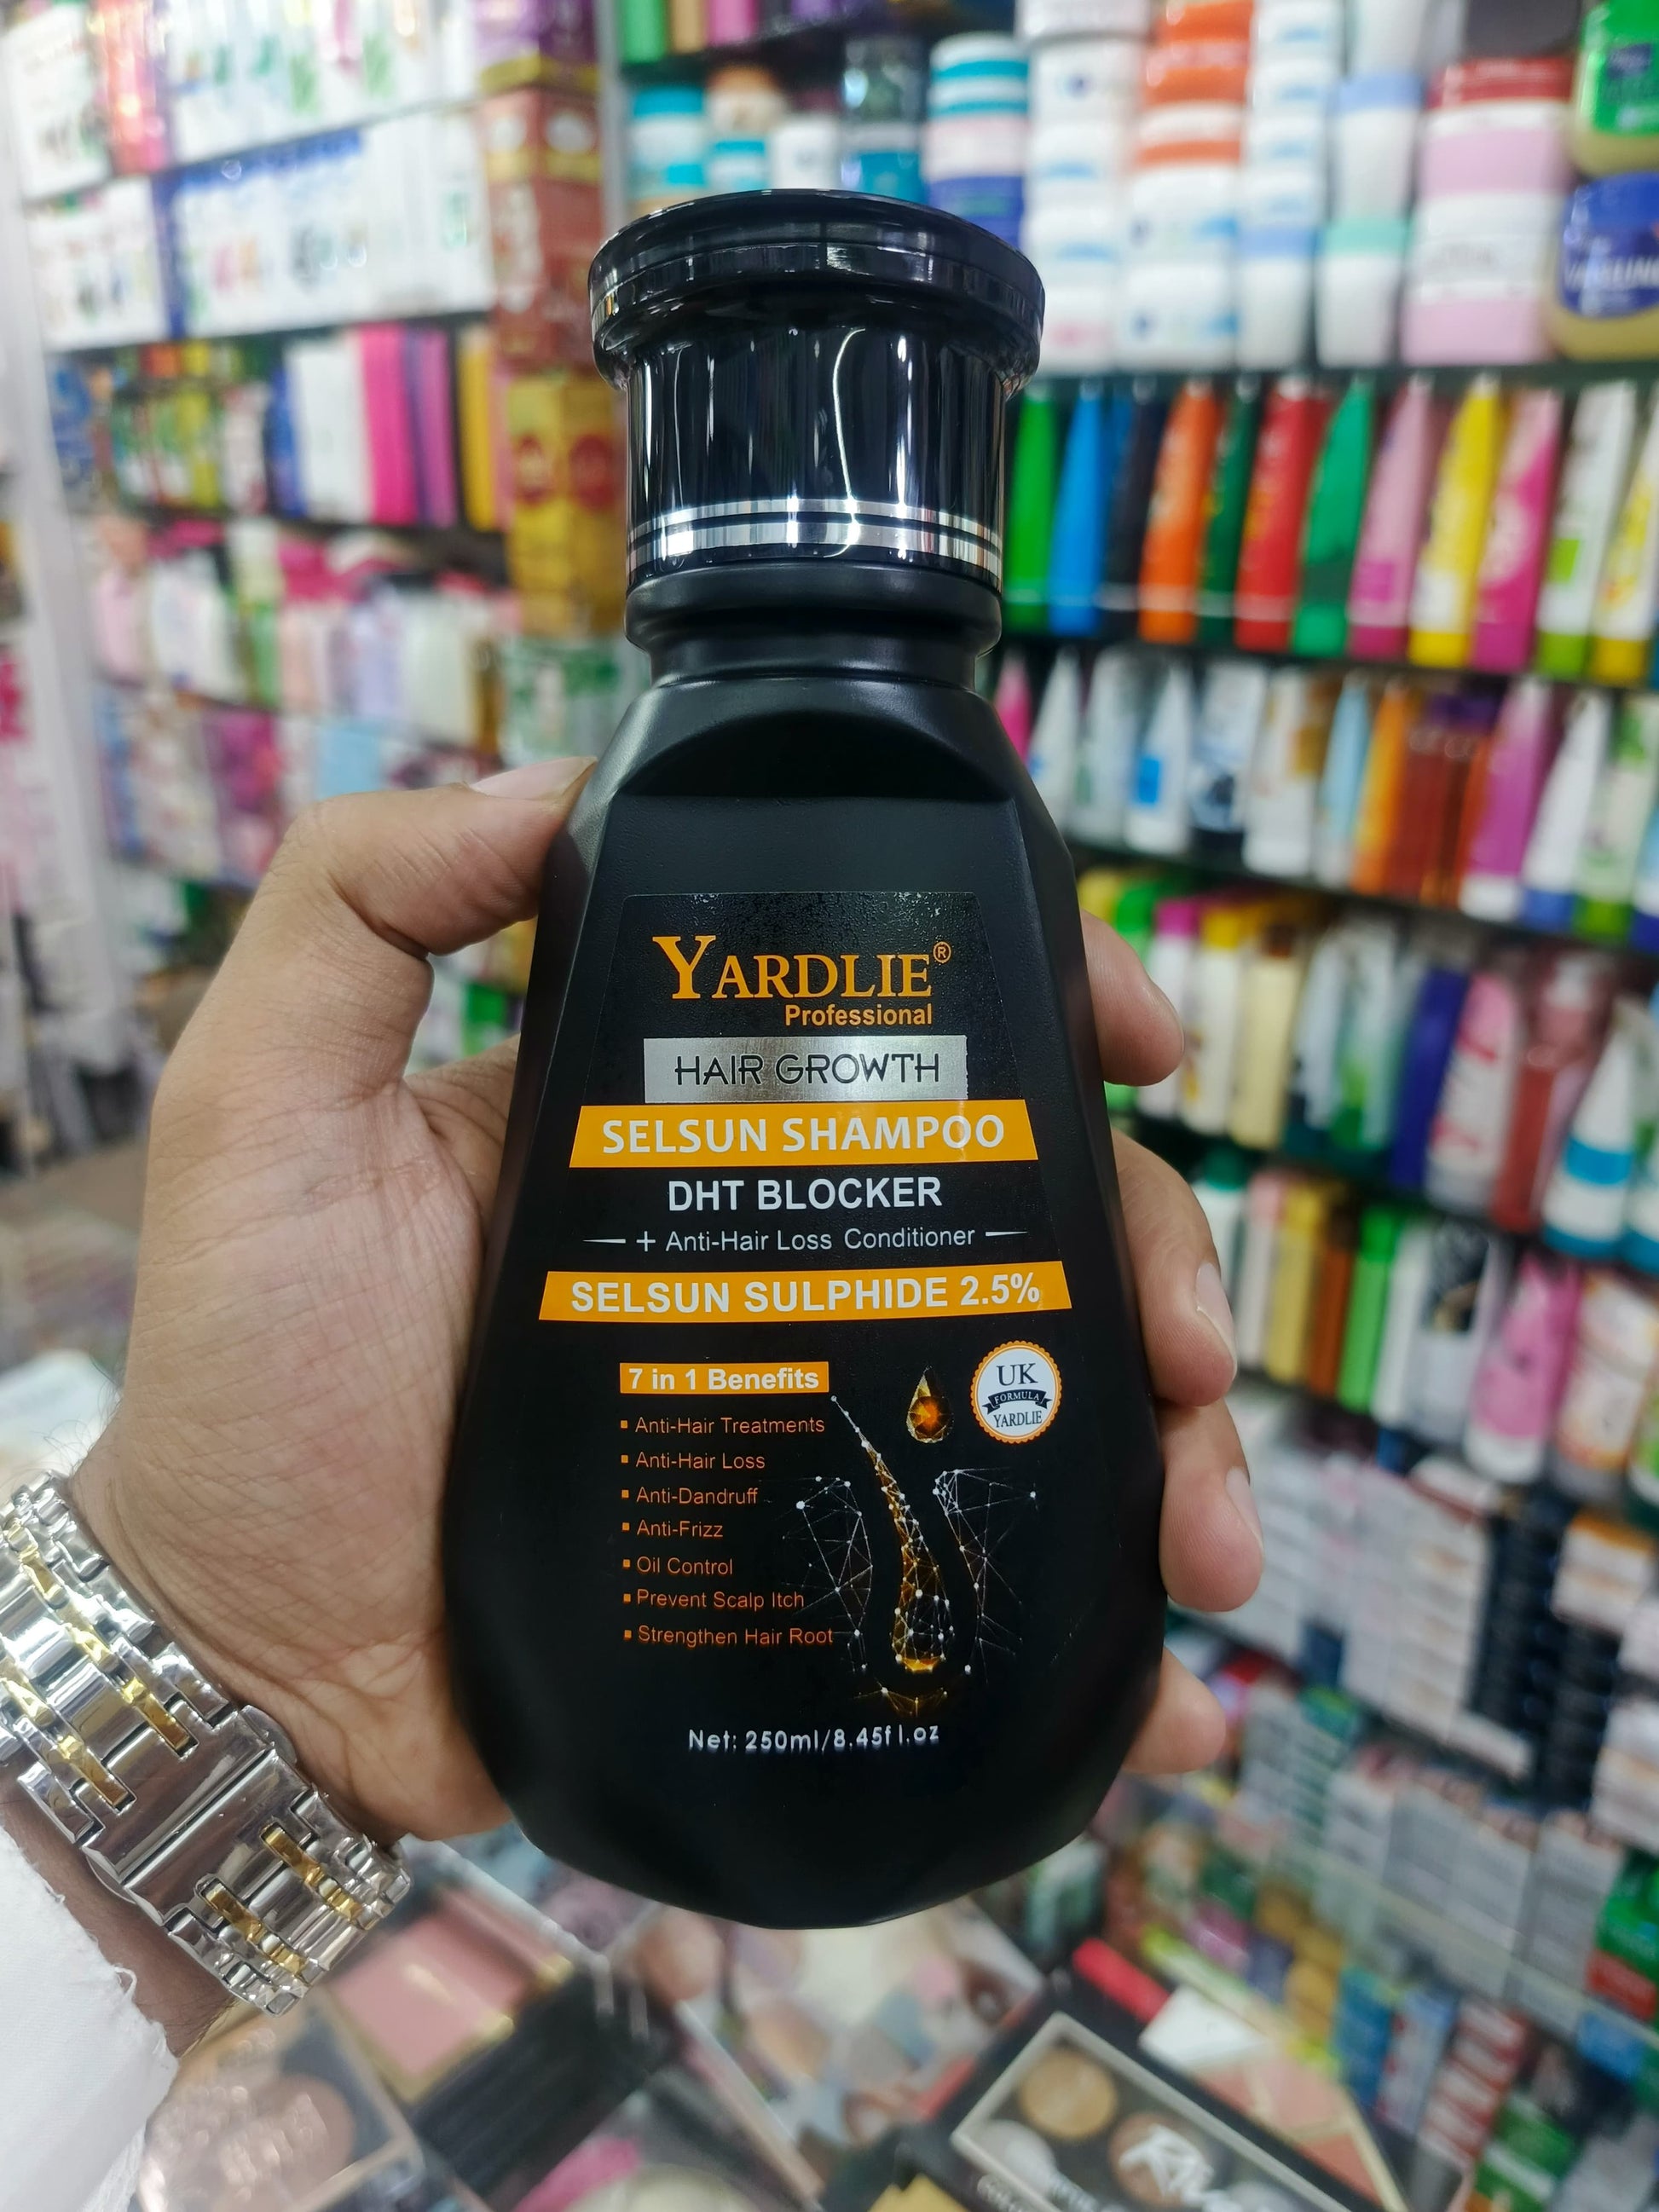 YARDLIE®
Professional
HAIR GROWTH
SELSUN SHAMPOO
DHT BLOCKER
+ Anti-Hair Loss Conditioner
SELSUN SULPHIDE 2.5%
7 in 1 Benefits
UK
FORMULA
YARDLIE
▪ Anti-Hair Treatments
▪ Anti-Hair Loss
▪ Anti-Dandruff
▪ Anti-Frizz
▪ Oil Control
▪ Prevent Scalp Itch
▪ Strengthen Hair Root
Net: 250ml/8.45fl.oz